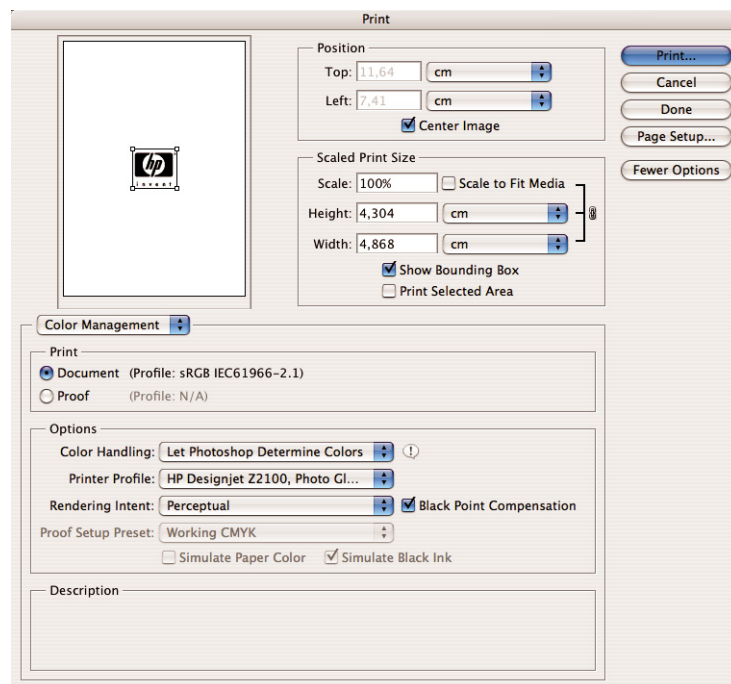 Print
Position
Top: 11,64 cm
Left: 7,41 cm
Center Image
Print...
Cancel
Done
Page Setup...
Fewer Options
hp
invent
Scaled Print Size
Scale: 100% Scale to Fit Media
Height: 4,304 cm
Width: 4,868 cm
Show Bounding Box
Print Selected Area
Color Management
Print
Document (Profile: sRGB IEC61966-2.1)
Proof (Profile: N/A)
Options
Color Handling: Let Photoshop Determine Colors
Printer Profile: HP Designjet Z2100, Photo Gl...
Rendering Intent: Perceptual Black Point Compensation
Proof Setup Preset: Working CMYK
Simulate Paper Color Simulate Black Ink
Description